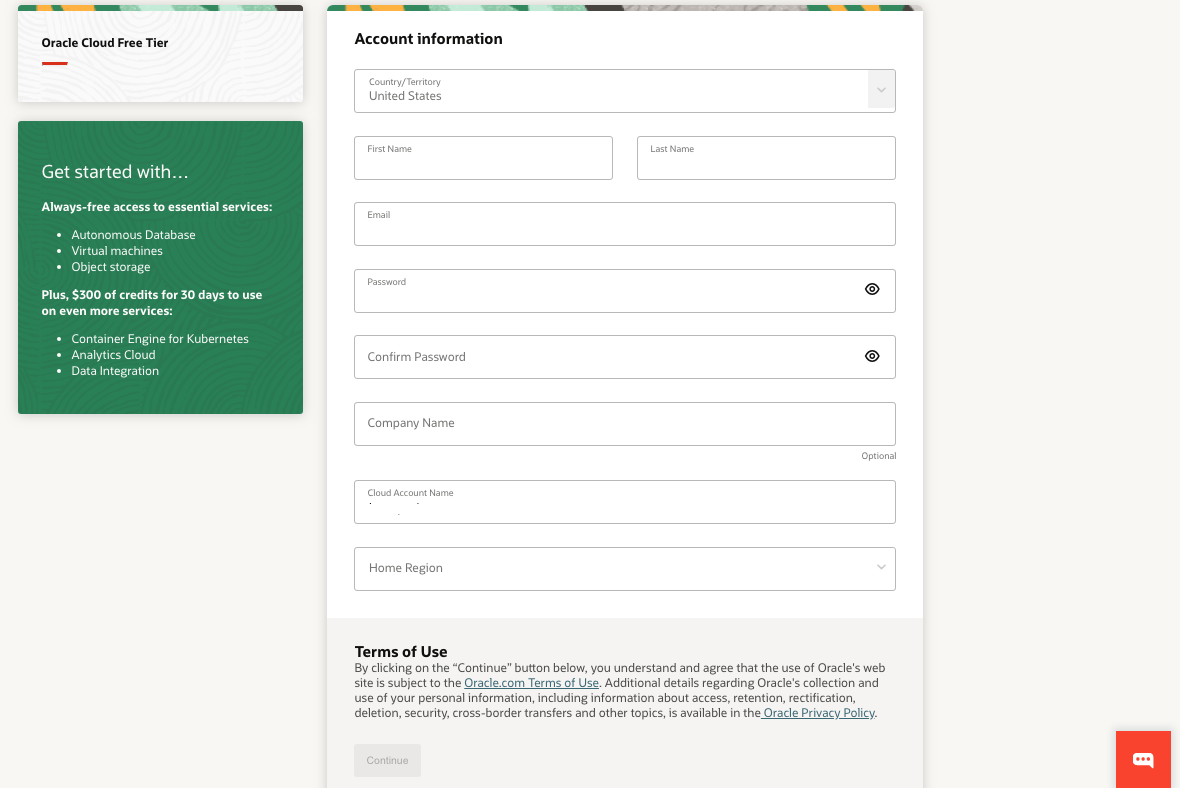 Oracle Cloud Free Tier
Get started with...
Always-free access to essential services:
• Autonomous Database
• Virtual machines
• Object storage
Plus, $300 of credits for 30 days to use
on even more services:
• Container Engine for Kubernetes
• Analytics Cloud
• Data Integration
Account information
Country/Territory
United States
First Name
Last Name
Email
Password
Confirm Password
Company Name
Optional
Cloud Account Name
Home Region
Terms of Use
By clicking on the “Continue” button below, you understand and agree that the use of Oracle's web
site is subject to the Oracle.com Terms of Use. Additional details regarding Oracle's collection and
use of your personal information, including information about access, retention, rectification,
deletion, security, cross-border transfers and other topics, is available in the Oracle Privacy Policy.
Continue